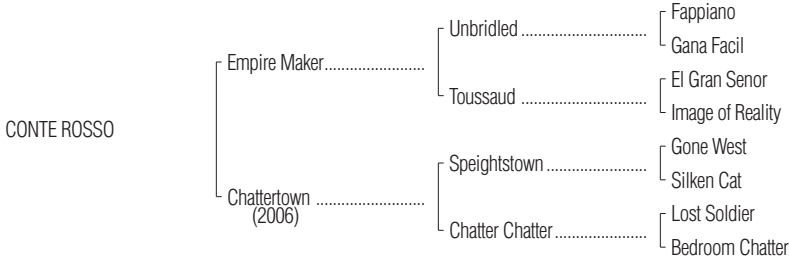 Fappiano
Unbridled ..............................
Gana Facil
Empire Maker........................
El Gran Senor
Toussaud ..............................
Image of Reality
CONTE ROSSO
Gone West
Speightstown ........................
Silken Cat
Chattertown ..........................
(2006)
Lost Soldier
Chatter Chatter......................
Bedroom Chatter